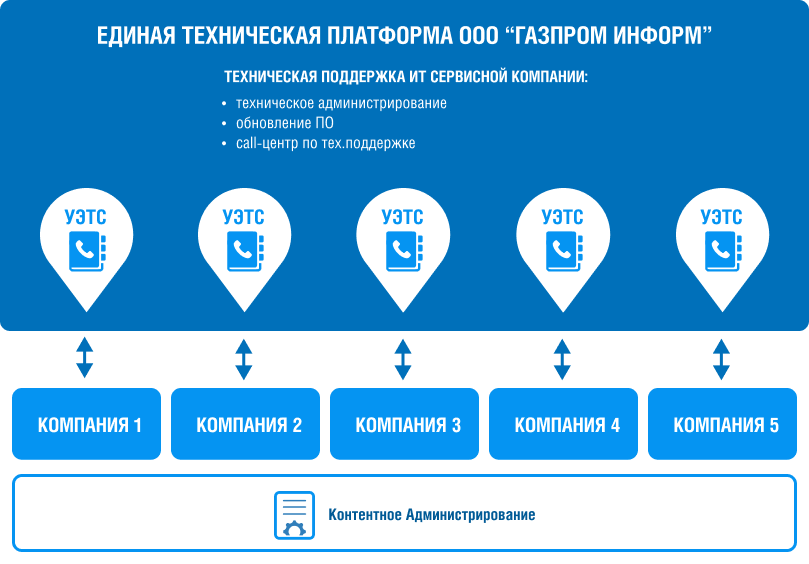 ЕДИНАЯ ТЕХНИЧЕСКАЯ ПЛАТФОРМА ООО “ГАЗПРОМ ИНФОРМ”
ТЕХНИЧЕСКАЯ ПОДДЕРЖКА ИТ СЕРВИСНОЙ КОМПАНИИ:
• техническое администрирование
• обновление ПО
• call-центр по тех.поддержке
УЭТС УЭТС УЭТС УЭТС УЭТС
КОМПАНИЯ 1 КОМПАНИЯ 2 КОМПАНИЯ 3 КОМПАНИЯ 4 КОМПАНИЯ 5
Контентное Администрирование